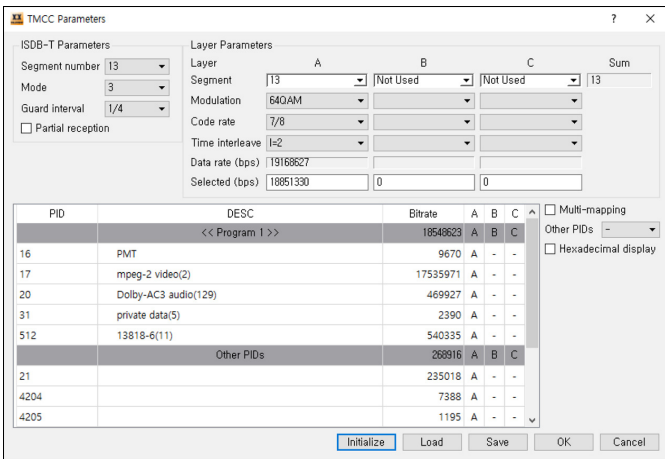 TMCC Parameters ? ×
ISDB-T Parameters
Segment number 13
Mode 3
Guard interval 1/4
Partial reception
Layer Parameters
Layer A B C Sum
Segment 13 Not Used Not Used 13
Modulation 64QAM
Code rate 7/8
Time interleave I=2
Data rate (bps) 19168627
Selected (bps) 18851330 0 0
PID DESC Bitrate A B C
<< Program 1 >> 18548623 A B C
16 PMT 9670 A - -
17 mpeg-2 video(2) 17535971 A - -
20 Dolby-AC3 audio(129) 469927 A - -
31 private data(5) 2390 A - -
512 13818-6(11) 540335 A - -
Other PIDs 268916 A B C
21 235018 A - -
4204 7388 A - -
4205 1195 A - -
Multi-mapping
Other PIDs -
Hexadecimal display
Initialize Load Save OK Cancel